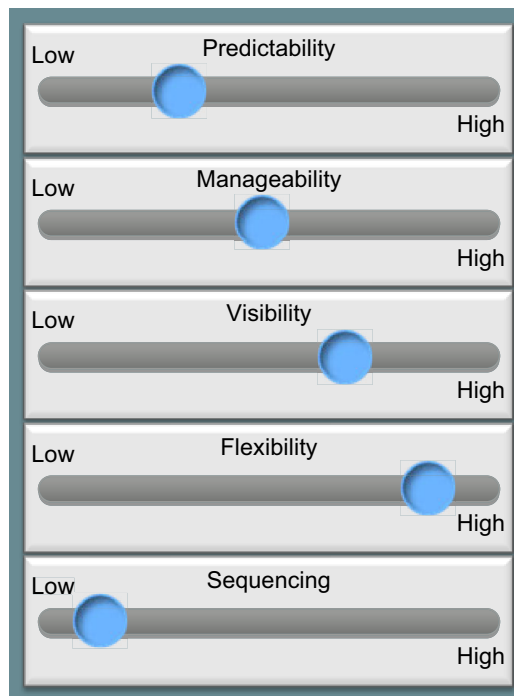 Predictability
Low
High
Manageability
Low
High
Visibility
Low
High
Flexibility
Low
High
Sequencing
Low
High